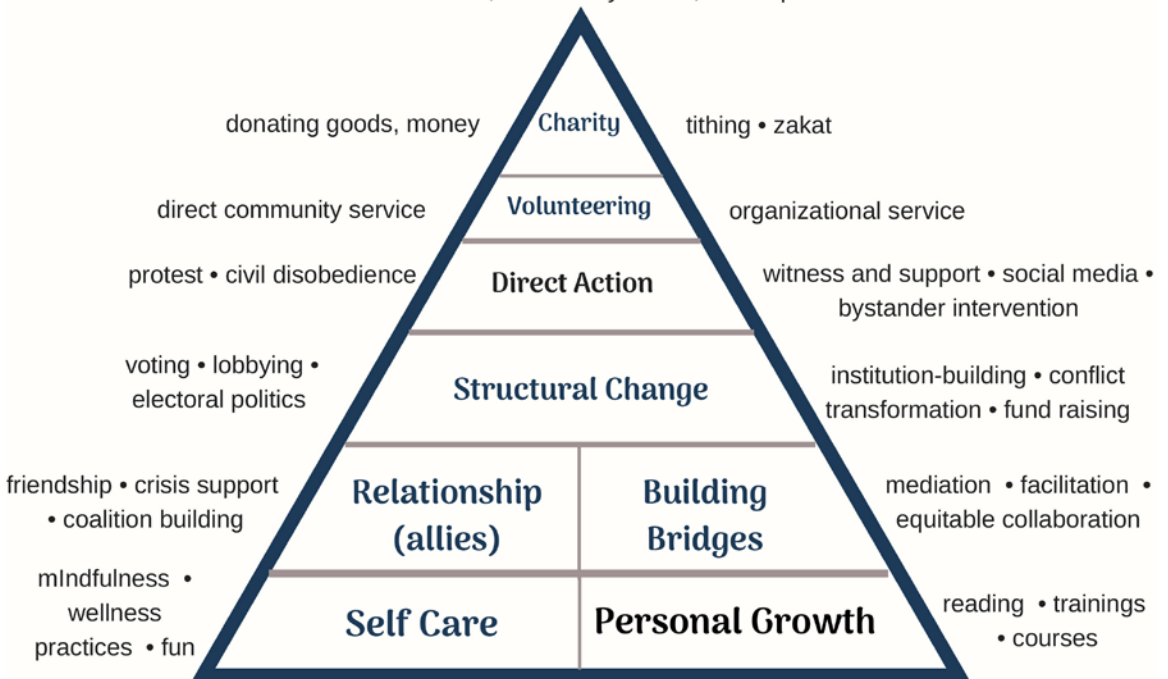 donating goods, money
Charity
tithing • zakat
direct community service
Volunteering
organizational service
protest • civil disobedience
Direct Action
witness and support • social media •
bystander intervention
voting • lobbying •
electoral politics
Structural Change
institution-building • conflict
transformation • fund raising
friendship • crisis support
• coalition building
Relationship
(allies)
Building
Bridges
mediation • facilitation •
equitable collaboration
mIndfulness •
wellness
practices • fun
Self Care
Personal Growth
reading • trainings
• courses